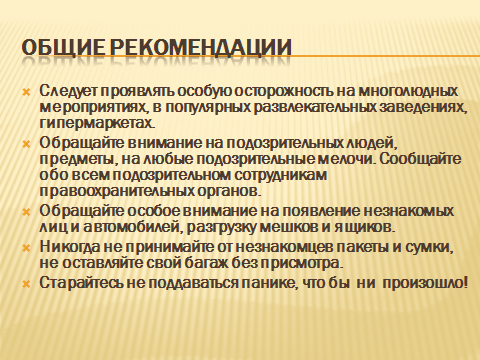 ОБЩИЕ РЕКОМЕНДАЦИИ
Следует проявлять особую осторожность на многолюдных
мероприятиях, в популярных развлекательных заведениях,
гипермаркетах.
Обращайте внимание на подозрительных людей,
предметы, на любые подозрительные мелочи. Сообщайте
обо всем подозрительном сотрудникам
правоохранительных органов.
Обращайте особое внимание на появление незнакомых
лиц и автомобилей, разгрузку мешков и ящиков.
Никогда не принимайте от незнакомцев пакеты и сумки,
не оставляйте свой багаж без присмотра.
Старайтесь не поддаваться панике, что бы ни произошло!